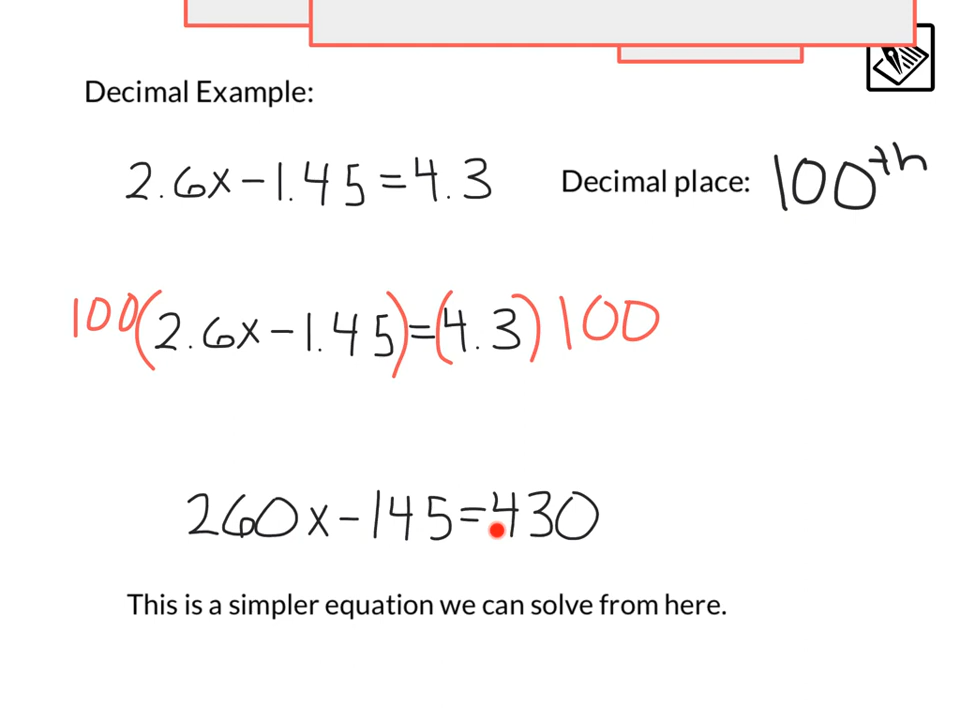 Decimal Example:
2.6x-1.45=4.3 Decimal place: 100th
100(2.6x-1.45)=(4.3)100
260x-145=430
This is a simpler equation we can solve from here.